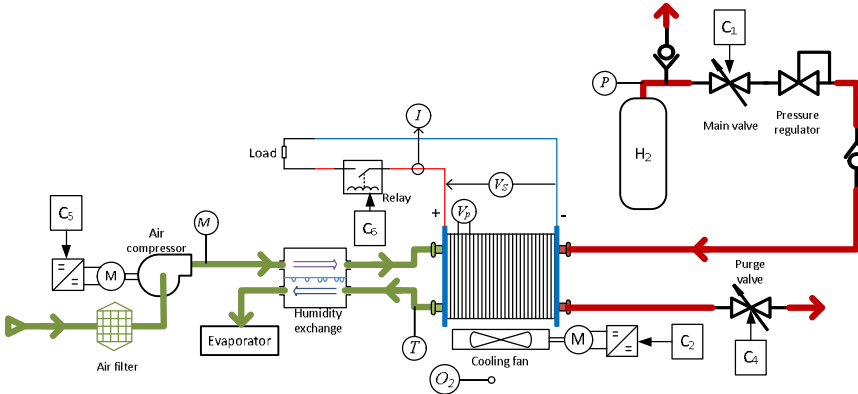 C1
P
Main valve
Pressure
regulator
H2
I
Load
Relay
VS
C6
+
Vp
-
C5
Air
compressor
M
M
Humidity
exchange
Evaporator
Air filter
T
Cooling fan
M
C2
Purge
valve
C4
O2